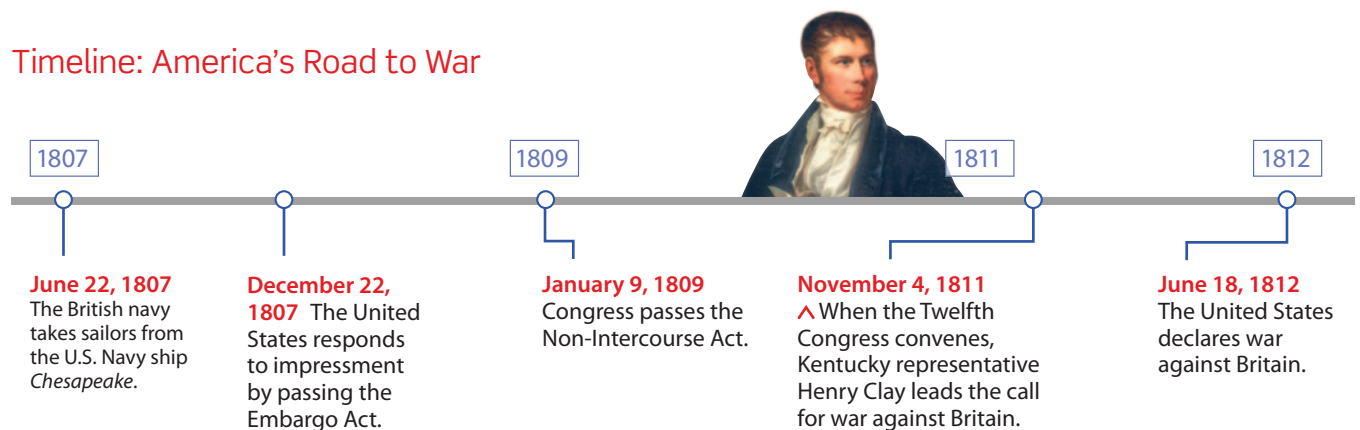 Timeline: America's Road to War
1807
1809
1811
1812
June 22, 1807
The British navy
takes sailors from
the U.S. Navy ship
Chesapeake.
December 22,
1807 The United
States responds
to impressment
by passing the
Embargo Act.
January 9, 1809
Congress passes the
Non-Intercourse Act.
November 4, 1811
^ When the Twelfth
Congress convenes,
Kentucky representative
Henry Clay leads the call
for war against Britain.
June 18, 1812
The United States
declares war
against Britain.